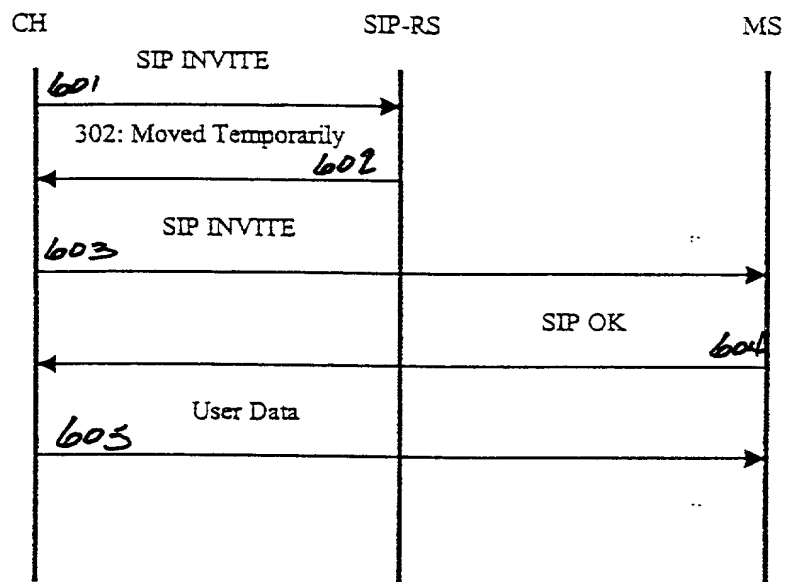 CH SIP-RS MS
SIP INVITE
601
302: Moved Temporarily
602
SIP INVITE
603
SIP OK
604
User Data
605